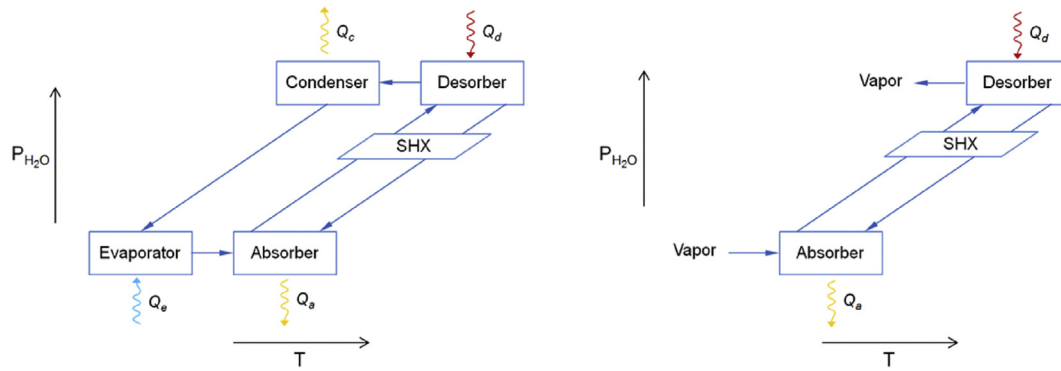 Q_c
Q_d
Condenser
Desorber
SHX
P_H₂O
Evaporator
Absorber
Q_e
Q_a
T
Q_d
Vapor
Desorber
SHX
P_H₂O
Vapor
Absorber
Q_a
T